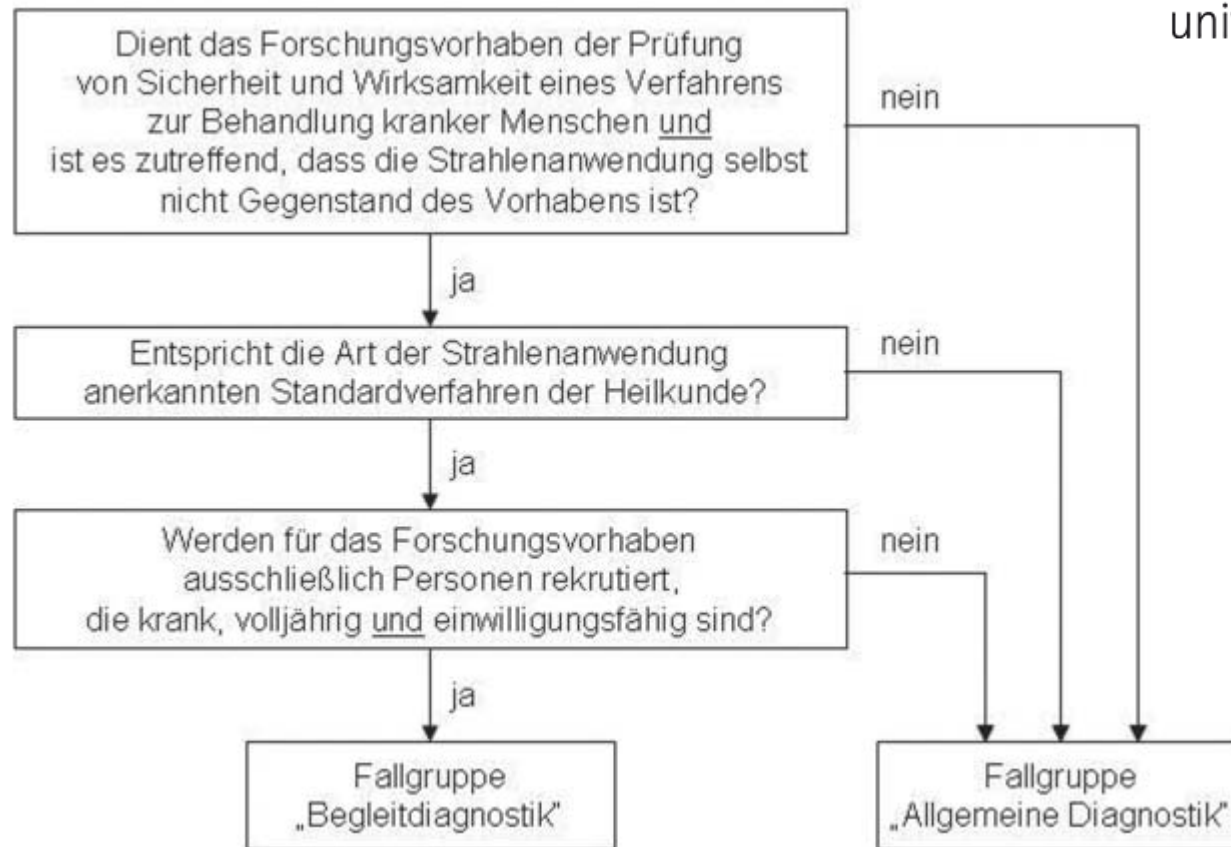 uni
Dient das Forschungsvorhaben der Prüfung
von Sicherheit und Wirksamkeit eines Verfahrens
zur Behandlung kranker Menschen und
ist es zutreffend, dass die Strahlenanwendung selbst
nicht Gegenstand des Vorhabens ist?
nein
ja
Entspricht die Art der Strahlenanwendung
anerkannten Standardverfahren der Heilkunde?
nein
ja
Werden für das Forschungsvorhaben
ausschließlich Personen rekrutiert,
die krank, volljährig und einwilligungsfähig sind?
nein
ja
Fallgruppe
„Begleitdiagnostik"
Fallgruppe
„Allgemeine Diagnostik"